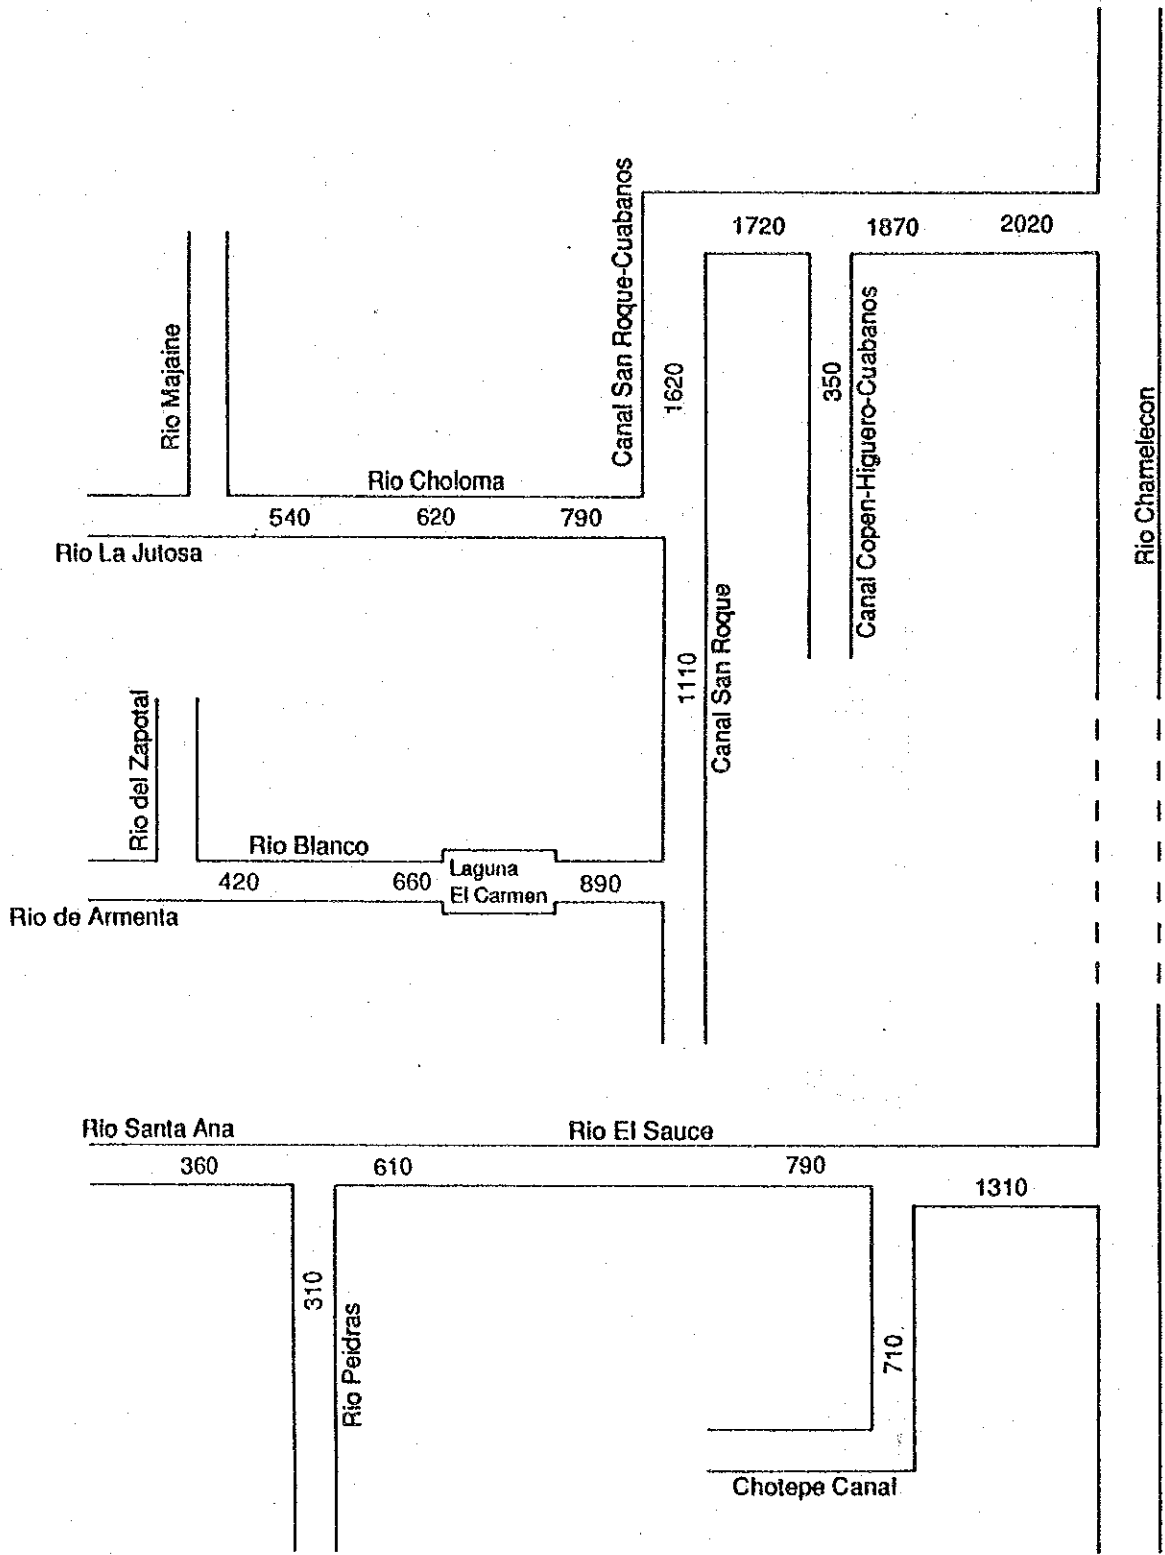 Canal San Roque-Cuabanos
1720
1870
2020
Rio Majaine
1620
350
Canal Copen-Higuero-Cuabanos
Rio Chamelecon
Rio Choloma
540
620
790
Rio La Jutosa
1110
Canal San Roque
Rio del Zapotal
Rio Blanco
420
660
Laguna
El Carmen
890
Rio de Armenta
Rio Santa Ana
Rio El Sauce
360
610
790
1310
310
Rio Peidras
710
Chotepe Canal